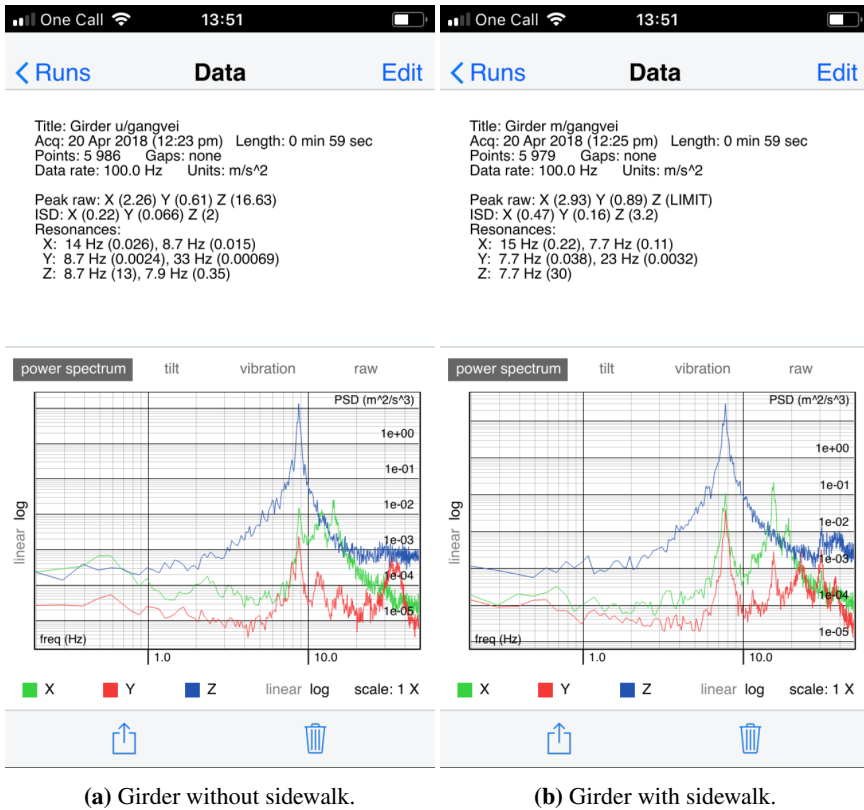 One Call 13:51
Runs Data Edit
Title: Girder u/gangvei
Acq: 20 Apr 2018 (12:23 pm) Length: 0 min 59 sec
Points: 5 986 Gaps: none
Data rate: 100.0 Hz Units: m/s^2
Peak raw: X (2.26) Y (0.61) Z (16.63)
ISD: X (0.22) Y (0.066) Z (2)
Resonances:
X: 14 Hz (0.026), 8.7 Hz (0.015)
Y: 8.7 Hz (0.0024), 33 Hz (0.00069)
Z: 8.7 Hz (13), 7.9 Hz (0.35)
power spectrum tilt vibration raw
PSD (m^2/s^3)
1e+00
1e-01
1e-02
1e-03
1e-04
1e-05
linear log
freq (Hz)
1.0 10.0
X Y Z linear log scale: 1 X
(a) Girder without sidewalk.
One Call 13:51
Runs Data Edit
Title: Girder m/gangvei
Acq: 20 Apr 2018 (12:25 pm) Length: 0 min 59 sec
Points: 5 979 Gaps: none
Data rate: 100.0 Hz Units: m/s^2
Peak raw: X (2.93) Y (0.89) Z (LIMIT)
ISD: X (0.47) Y (0.16) Z (3.2)
Resonances:
X: 15 Hz (0.22), 7.7 Hz (0.11)
Y: 7.7 Hz (0.038), 23 Hz (0.0032)
Z: 7.7 Hz (30)
power spectrum tilt vibration raw
PSD (m^2/s^3)
1e+00
1e-01
1e-02
1e-03
1e-04
1e-05
linear log
freq (Hz)
1.0 10.0
X Y Z linear log scale: 1 X
(b) Girder with sidewalk.